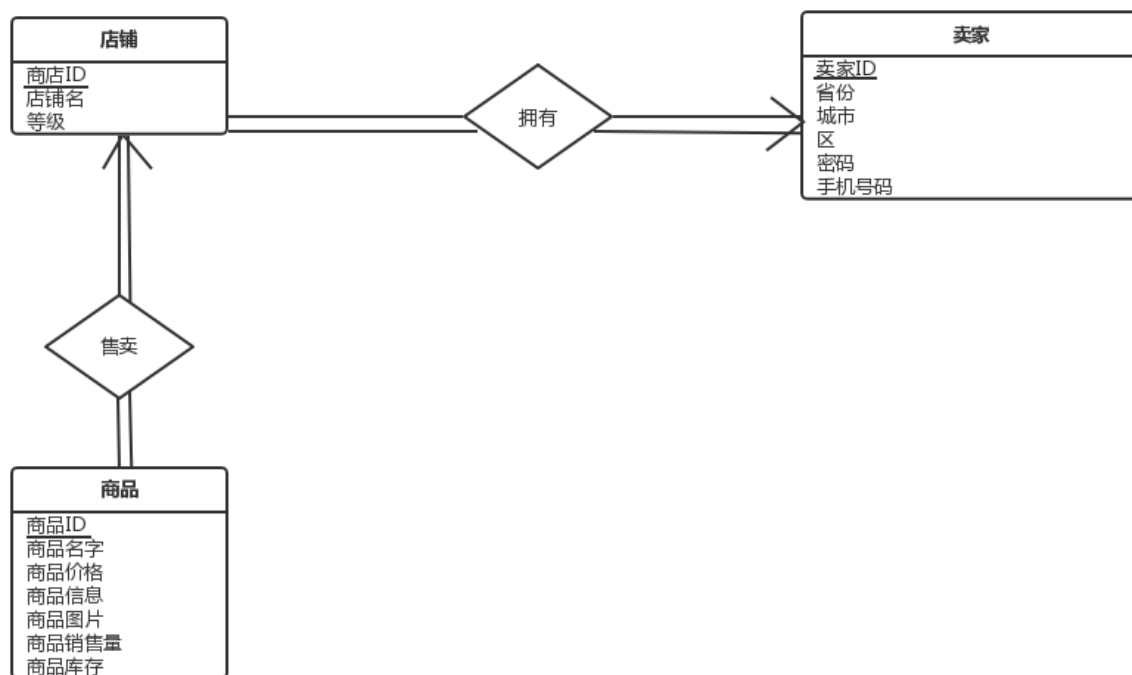 店铺
商店ID
店铺名
等级
拥有
卖家
卖家ID
省份
城市
区
密码
手机号码
售卖
商品
商品ID
商品名字
商品价格
商品信息
商品图片
商品销售量
商品库存